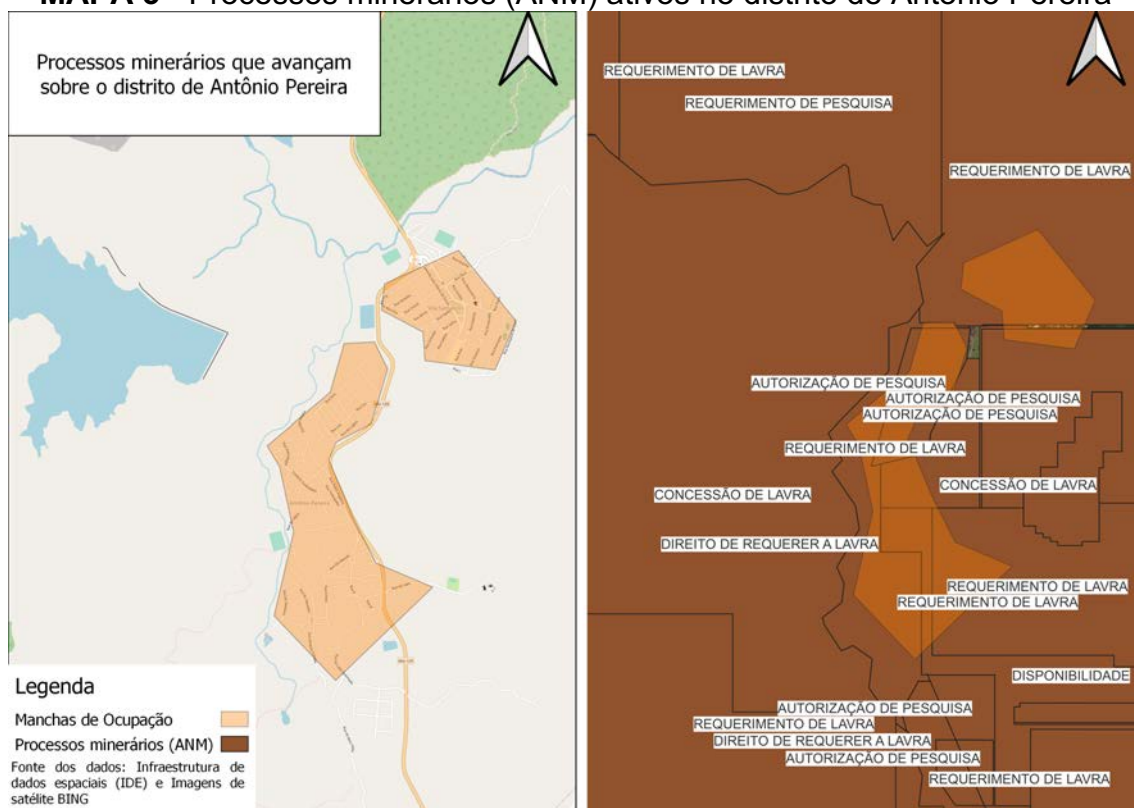 Processos minerários que avançam
sobre o distrito de Antônio Pereira
Legenda
Manchas de Ocupação
Processos minerários (ANM)
Fonte dos dados: Infraestrutura de
dados espaciais (IDE) e Imagens de
satélite BING
REQUERIMENTO DE LAVRA
REQUERIMENTO DE PESQUISA
REQUERIMENTO DE LAVRA
AUTORIZAÇÃO DE PESQUISA
AUTORIZAÇÃO DE PESQUISA
AUTORIZAÇÃO DE PESQUISA
REQUERIMENTO DE LAVRA
CONCESSÃO DE LAVRA
CONCESSÃO DE LAVRA
DIREITO DE REQUERER A LAVRA
REQUERIMENTO DE LAVRA
REQUERIMENTO DE LAVRA
DISPONIBILIDADE
AUTORIZAÇÃO DE PESQUISA
REQUERIMENTO DE LAVRA
DIREITO DE REQUERER A LAVRA
AUTORIZAÇÃO DE PESQUISA
REQUERIMENTO DE LAVRA